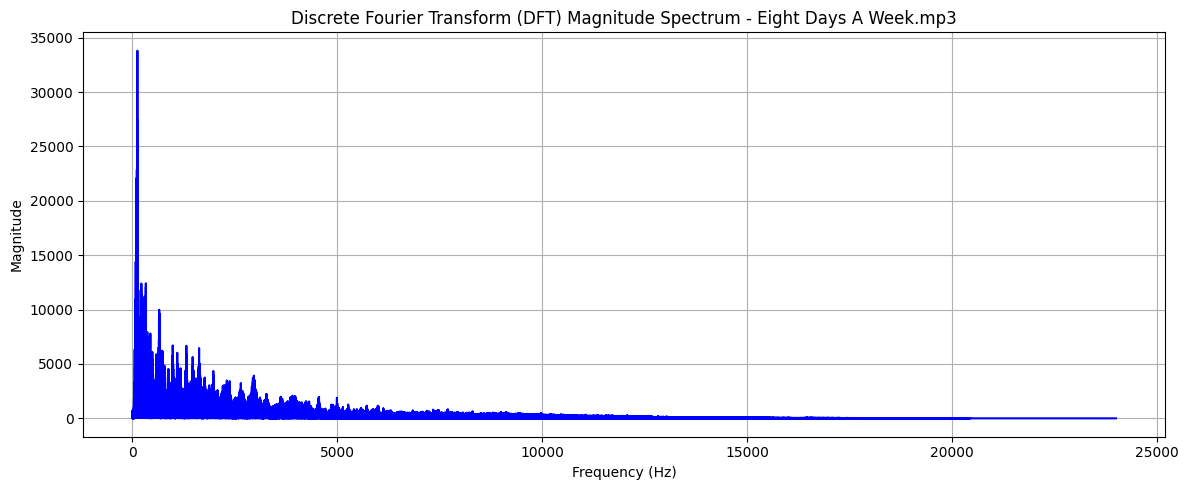 Discrete Fourier Transform (DFT) Magnitude Spectrum - Eight Days A Week.mp3
35000
30000
25000
20000
15000
10000
5000
0
Magnitude
0 5000 10000 15000 20000 25000
Frequency (Hz)